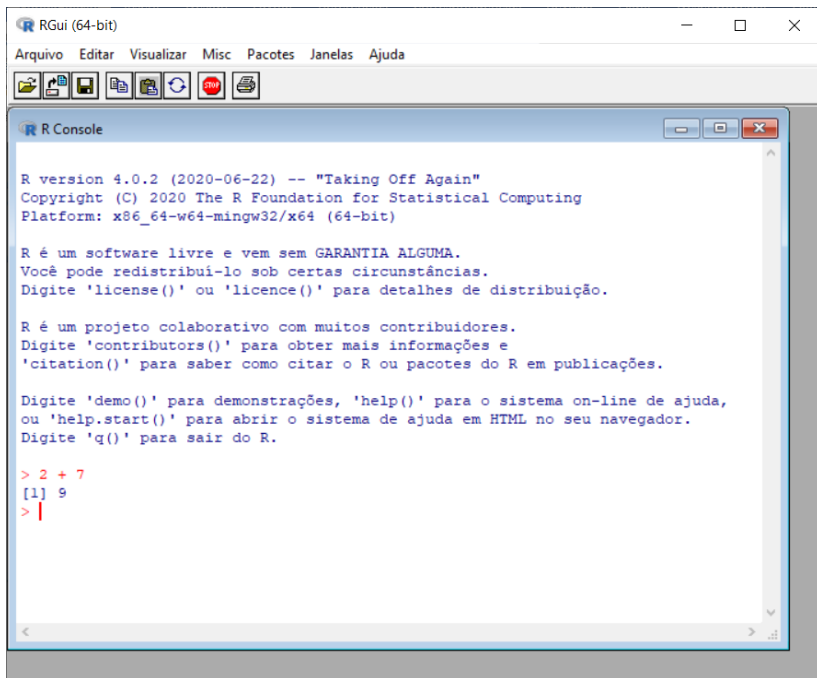 RGui (64-bit)
Arquivo Editar Visualizar Misc Pacotes Janelas Ajuda
STOP
R Console
R version 4.0.2 (2020-06-22) -- "Taking Off Again"
Copyright (C) 2020 The R Foundation for Statistical Computing
Platform: x86_64-w64-mingw32/x64 (64-bit)
R é um software livre e vem sem GARANTIA ALGUMA.
Você pode redistribuí-lo sob certas circunstâncias.
Digite 'license()' ou 'licence()' para detalhes de distribuição.
R é um projeto colaborativo com muitos contribuidores.
Digite 'contributors()' para obter mais informações e
'citation()' para saber como citar o R ou pacotes do R em publicações.
Digite 'demo()' para demonstrações, 'help()' para o sistema on-line de ajuda,
ou 'help.start()' para abrir o sistema de ajuda em HTML no seu navegador.
Digite 'q()' para sair do R.
> 2 + 7
[1] 9
>